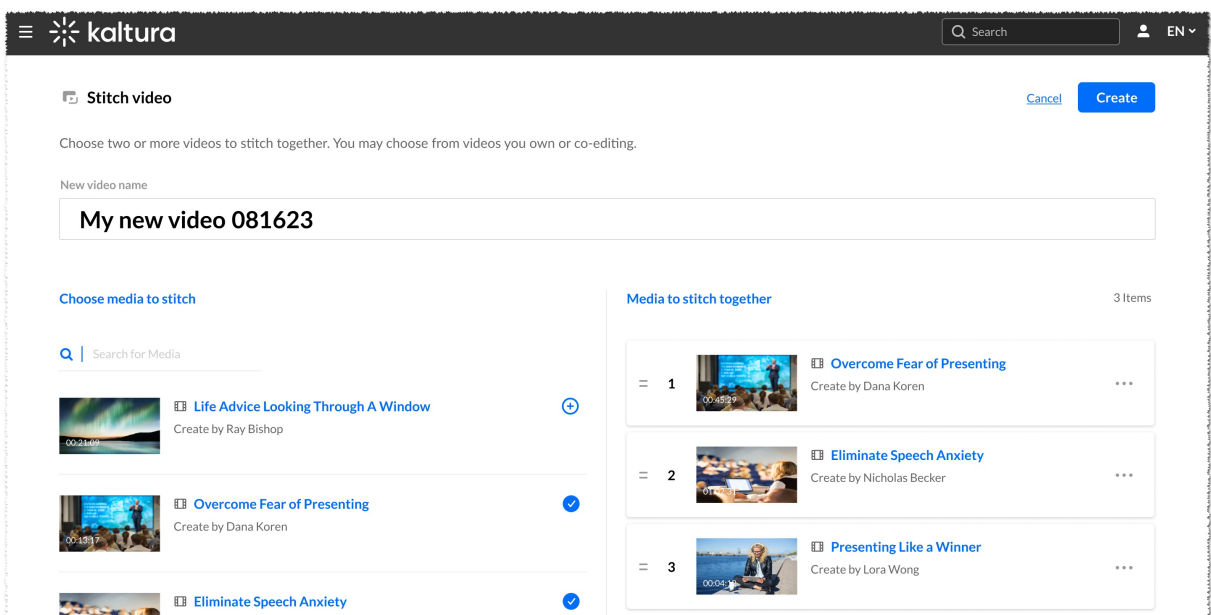 kaltura
Search
EN
Stitch video
Cancel
Create
Choose two or more videos to stitch together. You may choose from videos you own or co-editing.
New video name
My new video 081623
Choose media to stitch
Media to stitch together
3 Items
Search for Media
Life Advice Looking Through A Window
Create by Ray Bishop
00:21:09
Overcome Fear of Presenting
Create by Dana Koren
00:13:17
Eliminate Speech Anxiety
1
Overcome Fear of Presenting
Create by Dana Koren
00:45:29
2
Eliminate Speech Anxiety
Create by Nicholas Becker
3
Presenting Like a Winner
Create by Lora Wong